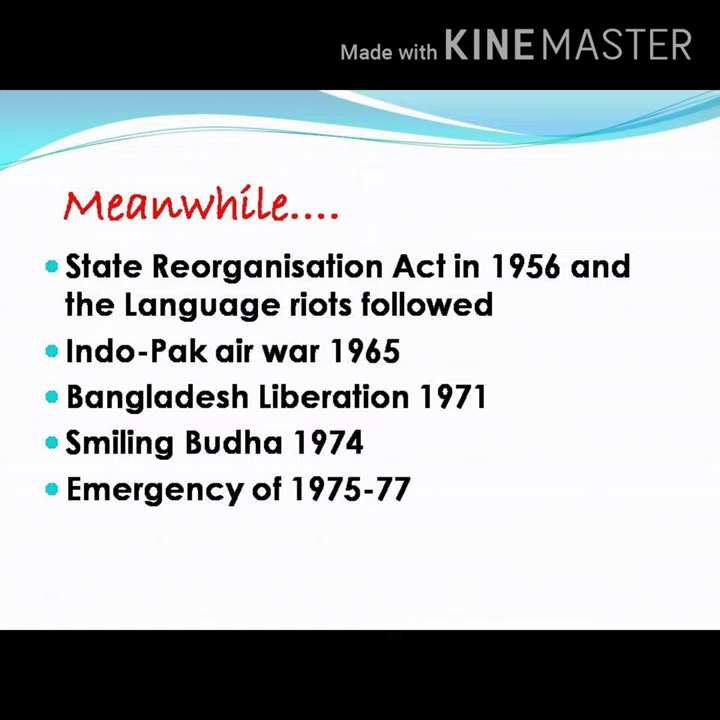 Made with KINEMASTER
Meanwhile....
State Reorganisation Act in 1956 and
the Language riots followed
Indo-Pak air war 1965
Bangladesh Liberation 1971
Smiling Budha 1974
Emergency of 1975-77